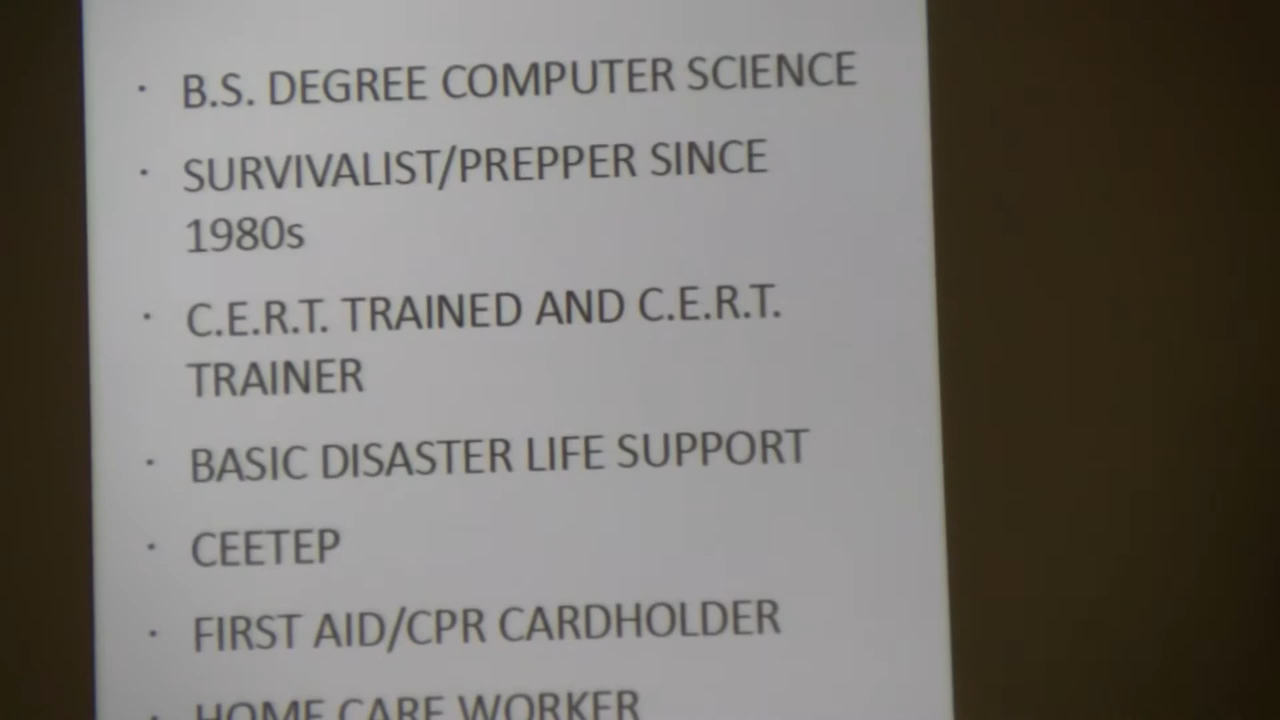 · B.S. DEGREE COMPUTER SCIENCE
· SURVIVALIST/PREPPER SINCE
1980s
· C.E.R.T. TRAINED AND C.E.R.T.
TRAINER
· BASIC DISASTER LIFE SUPPORT
· CEETEP
· FIRST AID/CPR CARDHOLDER
· HOME CARE WORKER